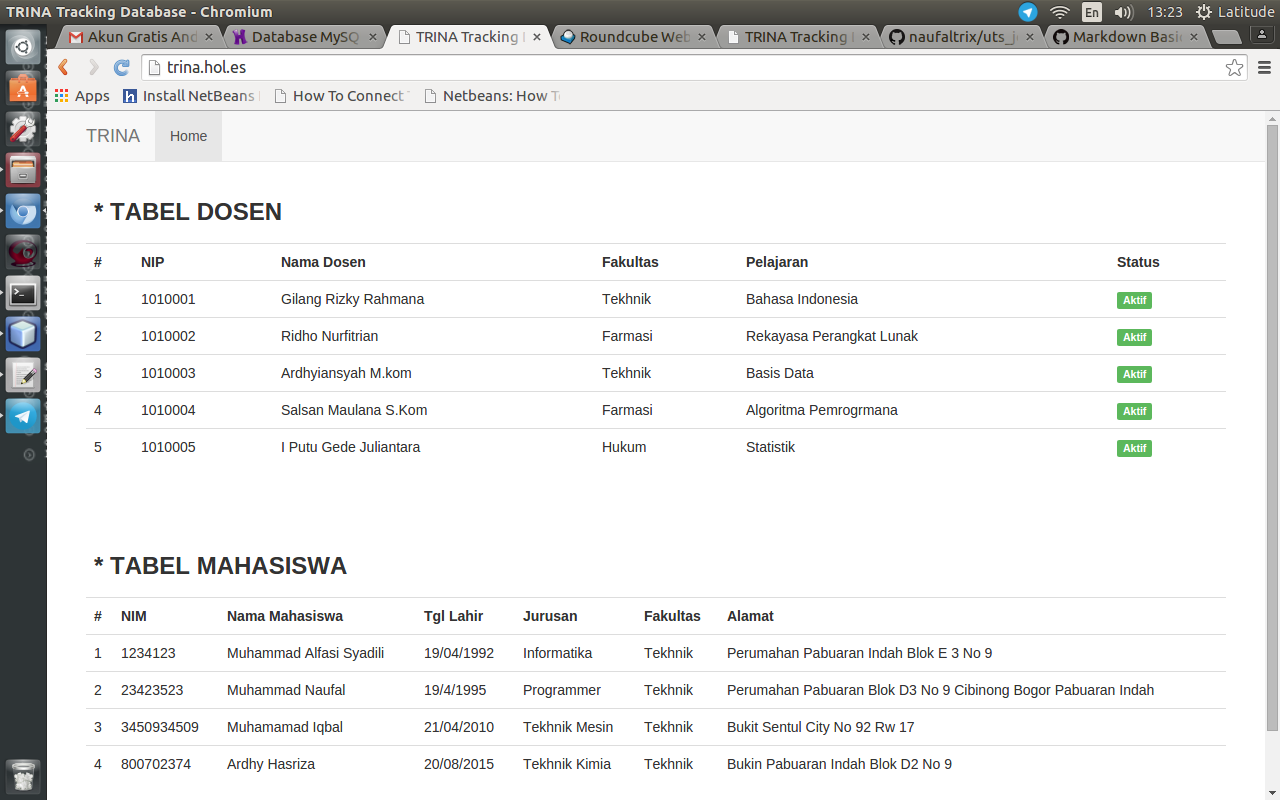 TRINA Tracking Database - Chromium En 13:23 Latitude
Akun Gratis And Database MySQ TRINA Tracking Roundcube Web TRINA Tracking naufaltrix/uts_j Markdown Basi
trina.hol.es
Apps Install NetBeans How To Connect Netbeans: How T
TRINA Home
* TABEL DOSEN
# NIP Nama Dosen Fakultas Pelajaran Status
1 1010001 Gilang Rizky Rahmana Tekhnik Bahasa Indonesia Aktif
2 1010002 Ridho Nurfitrian Farmasi Rekayasa Perangkat Lunak Aktif
3 1010003 Ardhyiansyah M.kom Tekhnik Basis Data Aktif
4 1010004 Salsan Maulana S.Kom Farmasi Algoritma Pemrogrmana Aktif
5 1010005 I Putu Gede Juliantara Hukum Statistik Aktif
* TABEL MAHASISWA
# NIM Nama Mahasiswa Tgl Lahir Jurusan Fakultas Alamat
1 1234123 Muhammad Alfasi Syadili 19/04/1992 Informatika Tekhnik Perumahan Pabuaran Indah Blok E 3 No 9
2 23423523 Muhammad Naufal 19/4/1995 Programmer Tekhnik Perumahan Pabuaran Blok D3 No 9 Cibinong Bogor Pabuaran Indah
3 3450934509 Muhamamad Iqbal 21/04/2010 Tekhnik Mesin Tekhnik Bukit Sentul City No 92 Rw 17
4 800702374 Ardhy Hasriza 20/08/2015 Tekhnik Kimia Tekhnik Bukin Pabuaran Indah Blok D2 No 9